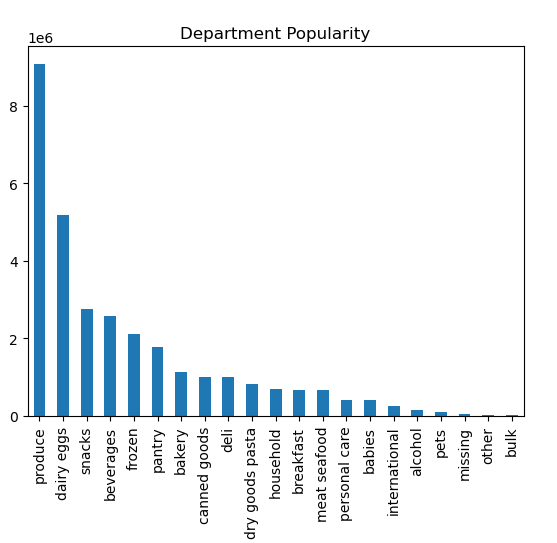 Department Popularity
1e6
8
6
4
2
0
produce
dairy eggs
snacks
beverages
frozen
pantry
bakery
canned goods
deli
dry goods pasta
household
breakfast
meat seafood
personal care
babies
international
alcohol
pets
missing
other
bulk